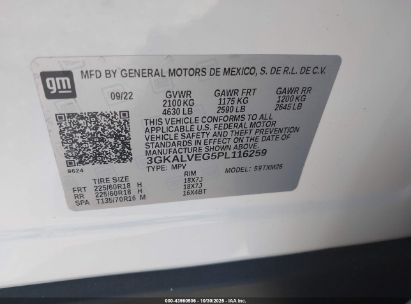 gm
MFD BY GENERAL MOTORS DE MEXICO, S. DE R.L. DE C.V.
09/22 GVWR GAWR FRT GAWR RR
2100 KG 1175 KG 1200 KG
4630 LB 2590 LB 2645 LB
THIS VEHICLE CONFORMS TO ALL APPLICABLE U.S. FEDERAL MOTOR
VEHICLE SAFETY AND THEFT PREVENTION STANDARDS IN EFFECT
ON THE DATE OF MANUFACTURE SHOWN ABOVE.
3GKALVEG5PL116259
9624 TYPE: MPV
RIM
FRT 225/60R18 H 18X7J
RR 225/60R18 H 18X7J
SPA T135/70R16 M 16X4BT
MODEL: